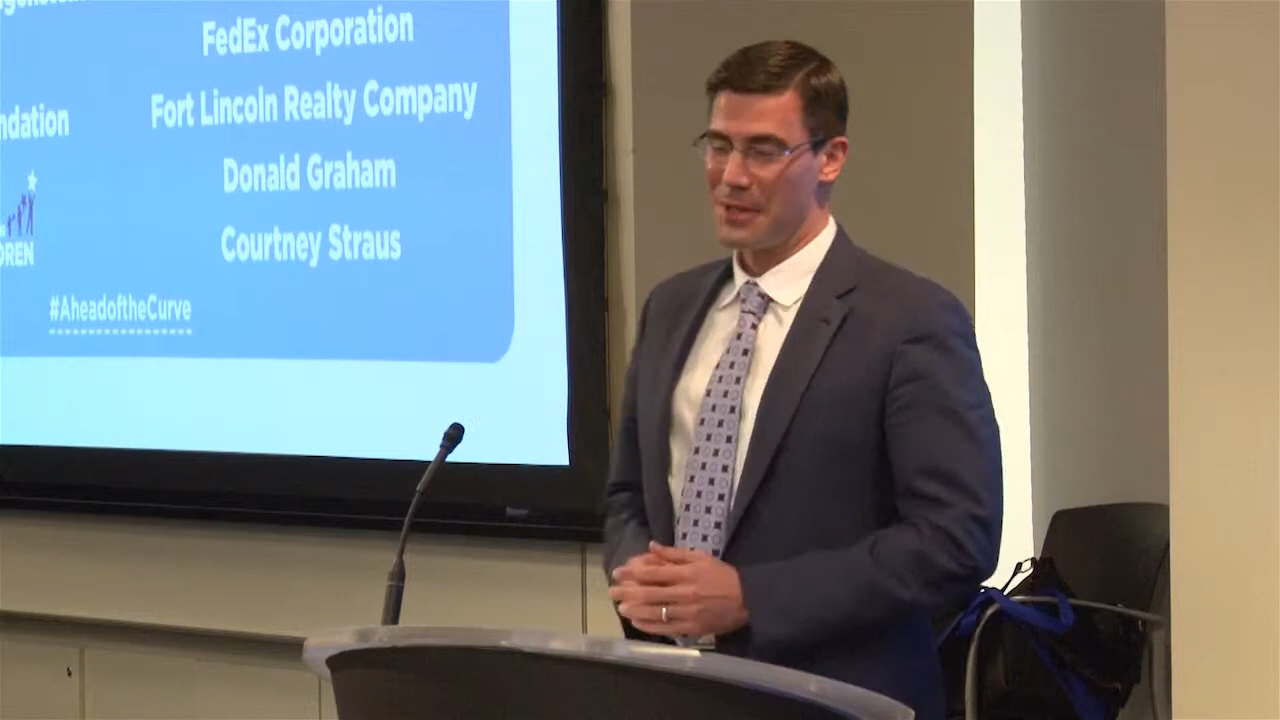 FedEx Corporation
Fort Lincoln Realty Company
ndation
Donald Graham
DREN
Courtney Straus
#AheadoftheCurve